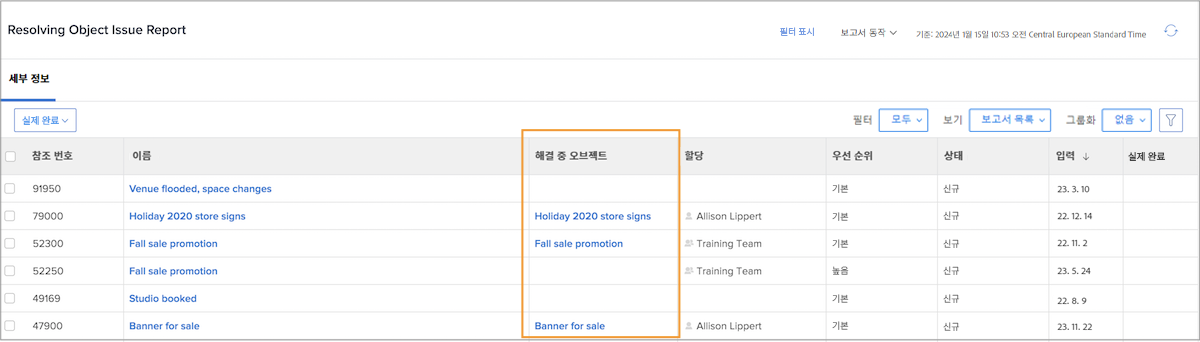 Resolving Object Issue Report
필터 표시 보고서 동작 기준: 2024년 1월 15일 10:53 오전 Central European Standard Time
세부 정보
실제 완료 필터 모두 보기 보고서 목록 그룹화 없음
참조 번호 이름 해결 중 오브젝트 할당 우선 순위 상태 입력 ↓ 실제 완료
91950 Venue flooded, space changes 기본 신규 23. 3. 10
79000 Holiday 2020 store signs Holiday 2020 store signs Allison Lippert 기본 신규 22. 12. 14
52300 Fall sale promotion Fall sale promotion Training Team 기본 신규 22. 11. 2
52250 Fall sale promotion Training Team 높음 신규 23. 5. 24
49169 Studio booked 기본 신규 22. 8. 9
47900 Banner for sale Banner for sale Allison Lippert 기본 신규 23. 11. 22